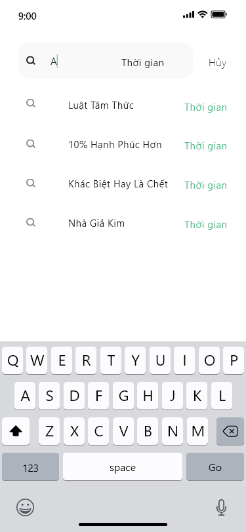 9:00
A Thời gian Hủy
Luật Tâm Thức Thời gian
10% Hạnh Phúc Hơn Thời gian
Khác Biệt Hay Là Chết Thời gian
Nhà Giả Kim Thời gian
Q W E R T Y U I O P
A S D F G H J K L
Z X C V B N M
123 space Go